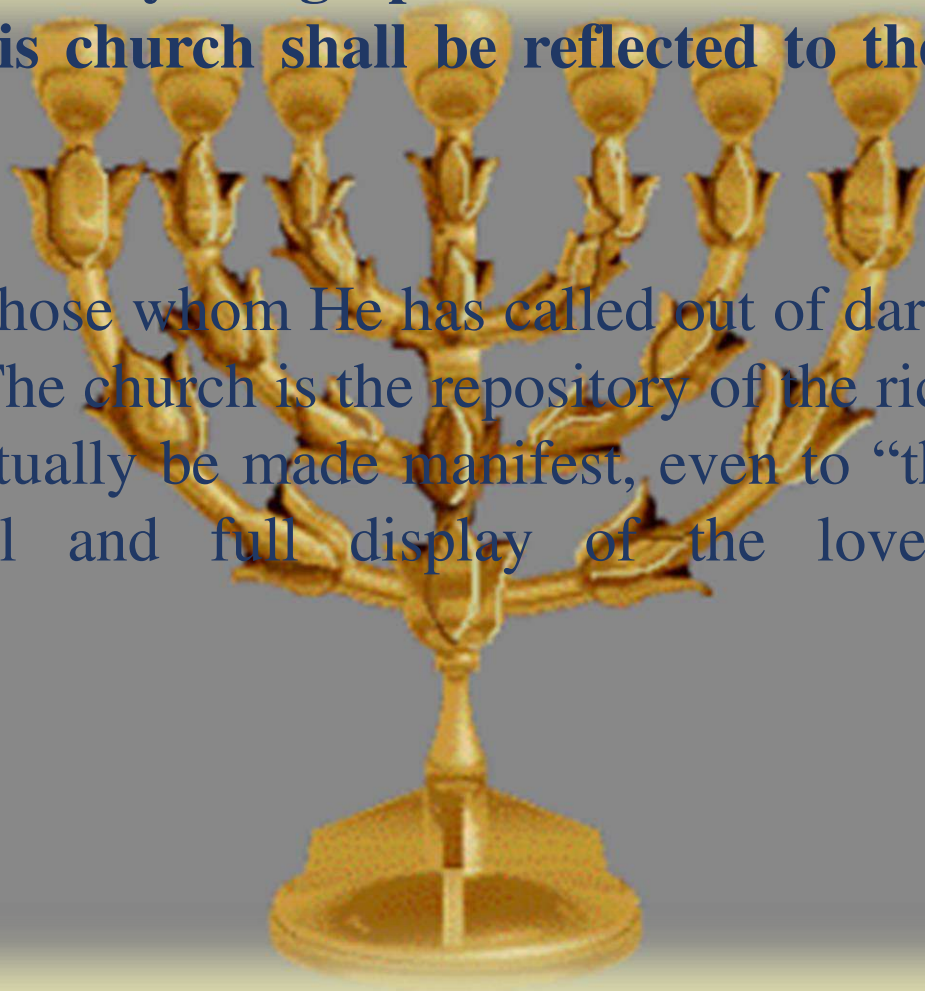 is church shall be reflected to the
hose whom He has called out of dar
The church is the repository of the ric
tually be made manifest, even to “th
l and full display of the love